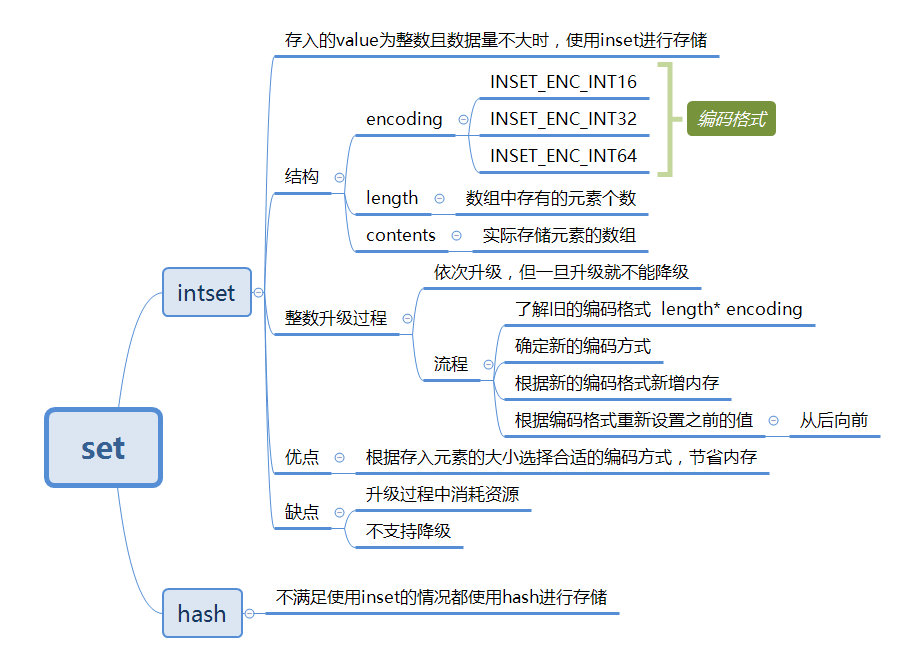 set
intset
存入的value为整数且数据量不大时，使用inset进行存储
结构
encoding
INSET_ENC_INT16
INSET_ENC_INT32
INSET_ENC_INT64
编码格式
length
数组中存有的元素个数
contents
实际存储元素的数组
整数升级过程
依次升级，但一旦升级就不能降级
流程
了解旧的编码格式 length* encoding
确定新的编码方式
根据新的编码格式新增内存
根据编码格式重新设置之前的值
从后向前
优点
根据存入元素的大小选择合适的编码方式，节省内存
缺点
升级过程中消耗资源
不支持降级
hash
不满足使用inset的情况都使用hash进行存储